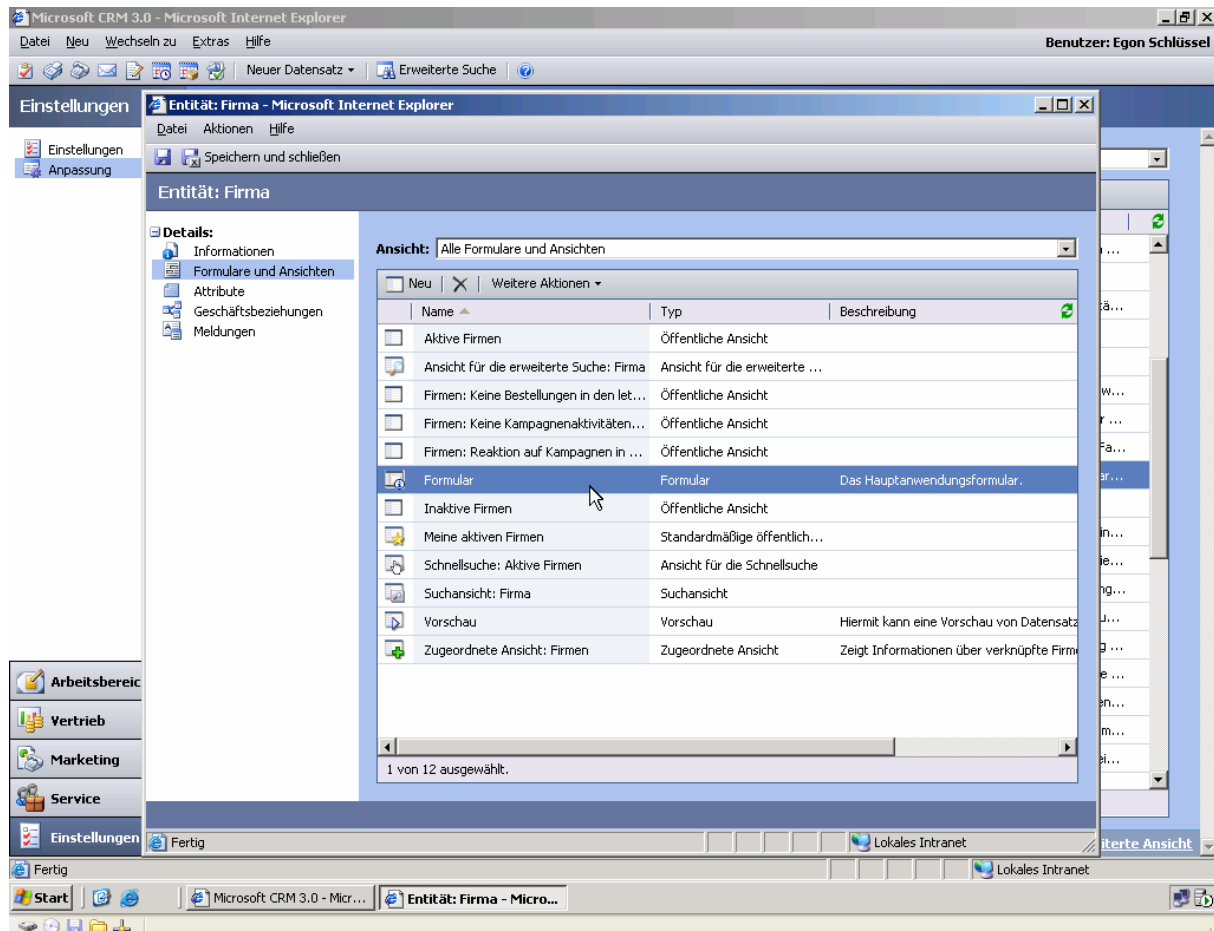 Microsoft CRM 3.0 - Microsoft Internet Explorer
Datei Neu Wechseln zu Extras Hilfe Benutzer: Egon Schlüssel
Neuer Datensatz Erweiterte Suche
Einstellungen
Einstellungen
Anpassung
Entität: Firma - Microsoft Internet Explorer
Datei Aktionen Hilfe
Speichern und schließen
Entität: Firma
Details:
Informationen
Formulare und Ansichten
Attribute
Geschäftsbeziehungen
Meldungen
Ansicht: Alle Formulare und Ansichten
Neu Weitere Aktionen
Name Typ Beschreibung
Aktive Firmen Öffentliche Ansicht
Ansicht für die erweiterte Suche: Firma Ansicht für die erweiterte ...
Firmen: Keine Bestellungen in den let... Öffentliche Ansicht
Firmen: Keine Kampagnenaktivitäten... Öffentliche Ansicht
Firmen: Reaktion auf Kampagnen in ... Öffentliche Ansicht
Formular Formular Das Hauptanwendungsformular.
Inaktive Firmen Öffentliche Ansicht
Meine aktiven Firmen Standardmäßige öffentlich...
Schnellsuche: Aktive Firmen Ansicht für die Schnellsuche
Suchansicht: Firma Suchansicht
Vorschau Vorschau Hiermit kann eine Vorschau von Datensatz
Zugeordnete Ansicht: Firmen Zugeordnete Ansicht Zeigt Informationen über verknüpfte Firm
1 von 12 ausgewählt.
Arbeitsbereic
Vertrieb
Marketing
Service
Einstellungen
Fertig Lokales Intranet
iterte Ansicht
Fertig Lokales Intranet
Start Microsoft CRM 3.0 - Micr... Entität: Firma - Micro...